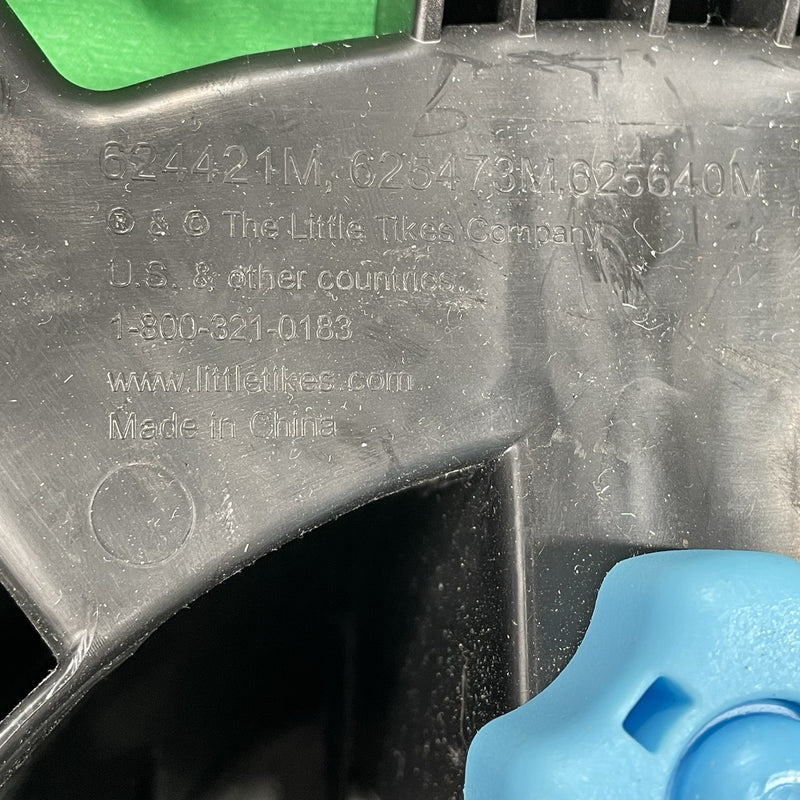 624421M, 625473M,625640M
® & © The Little Tikes Company
U.S. & other countries.
1-800-321-0183
www.littletikes.com
Made in China